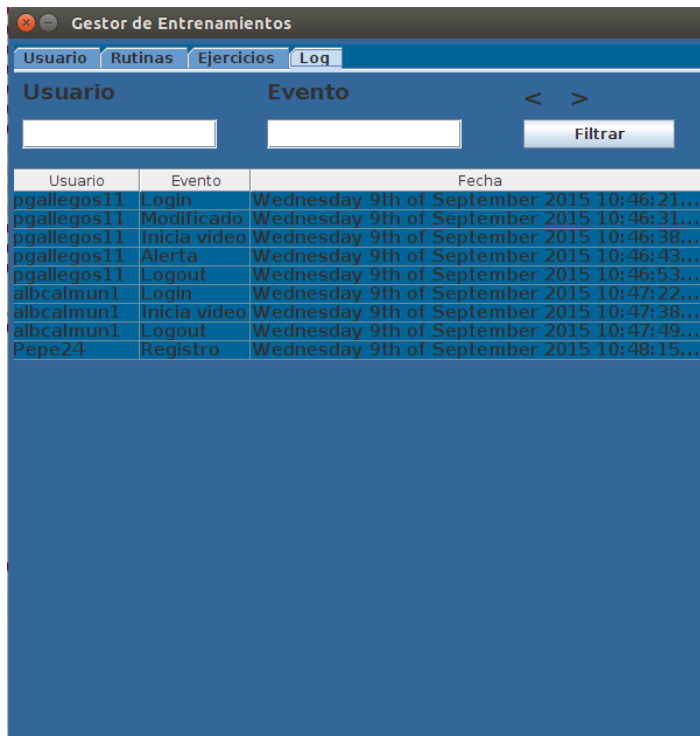 Gestor de Entrenamientos
Usuario Rutinas Ejercicios Log
Usuario Evento < >
Filtrar
Usuario Evento Fecha
pgallegos11 Login Wednesday 9th of September 2015 10:46:21...
pgallegos11 Modificado Wednesday 9th of September 2015 10:46:31...
pgallegos11 Inicia video Wednesday 9th of September 2015 10:46:38...
pgallegos11 Alerta Wednesday 9th of September 2015 10:46:43...
pgallegos11 Logout Wednesday 9th of September 2015 10:46:53...
albcalmun1 Login Wednesday 9th of September 2015 10:47:22...
albcalmun1 Inicia video Wednesday 9th of September 2015 10:47:38...
albcalmun1 Logout Wednesday 9th of September 2015 10:47:49...
Pepe24 Registro Wednesday 9th of September 2015 10:48:15...